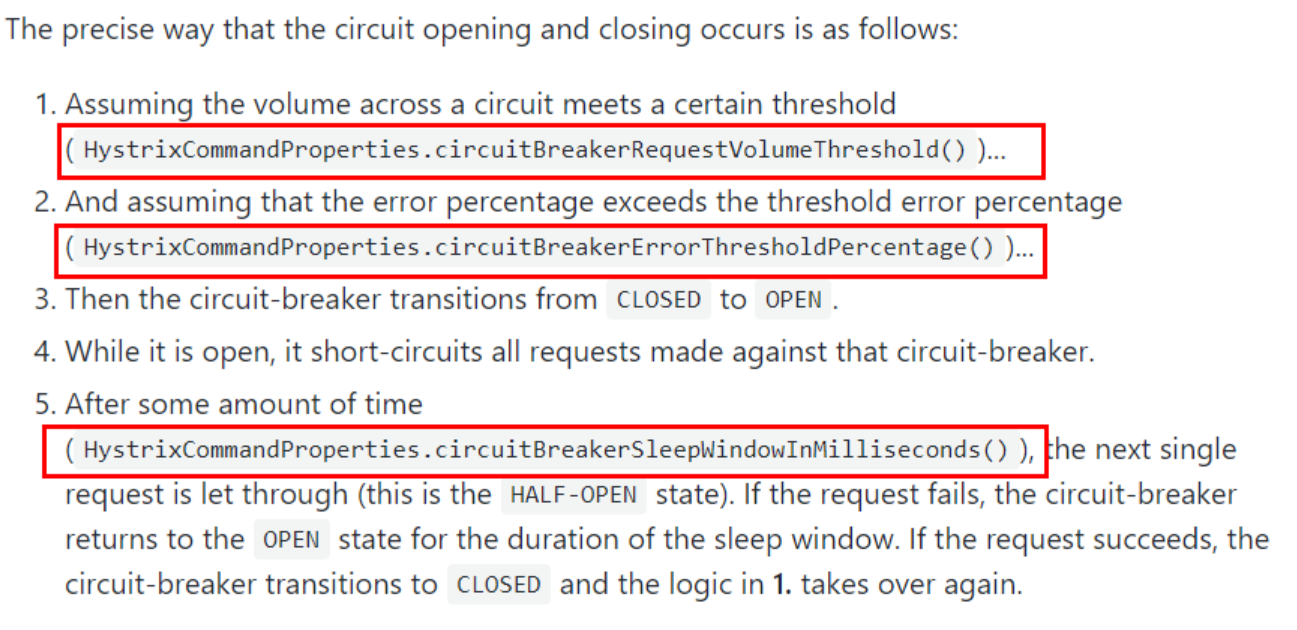 The precise way that the circuit opening and closing occurs is as follows:
1. Assuming the volume across a circuit meets a certain threshold
( HystrixCommandProperties.circuitBreakerRequestVolumeThreshold() )...
2. And assuming that the error percentage exceeds the threshold error percentage
( HystrixCommandProperties.circuitBreakerErrorThresholdPercentage() )...
3. Then the circuit-breaker transitions from CLOSED to OPEN .
4. While it is open, it short-circuits all requests made against that circuit-breaker.
5. After some amount of time
( HystrixCommandProperties.circuitBreakerSleepWindowInMilliseconds() ), the next single
request is let through (this is the HALF-OPEN state). If the request fails, the circuit-breaker
returns to the OPEN state for the duration of the sleep window. If the request succeeds, the
circuit-breaker transitions to CLOSED and the logic in 1. takes over again.